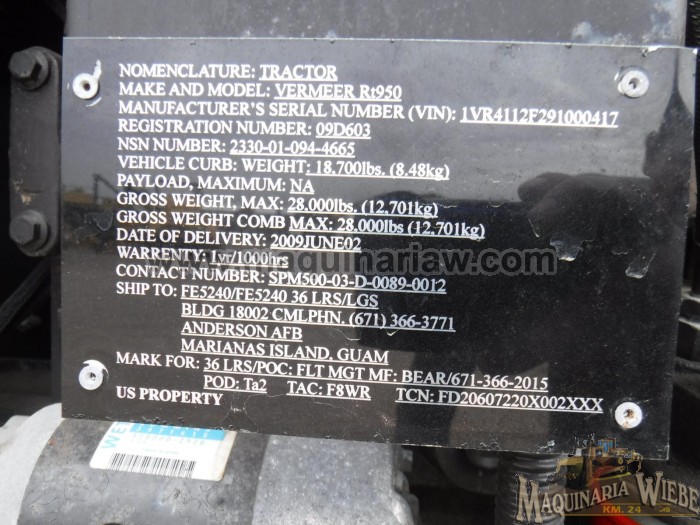 NOMENCLATURE: TRACTOR
MAKE AND MODEL: VERMEER Rt950
MANUFACTURER'S SERIAL NUMBER (VIN): 1VR4112F291000417
REGISTRATION NUMBER: 09D603
NSN NUMBER: 2330-01-094-4665
VEHICLE CURB: WEIGHT: 18.700lbs. (8.48kg)
PAYLOAD, MAXIMUM: NA
GROSS WEIGHT, MAX: 28.000lbs. (12.701kg)
GROSS WEIGHT COMB MAX: 28.000lbs (12.701kg)
DATE OF DELIVERY: 2009JUNE02
WARRENTY: 1yr/1000hrs
CONTACT NUMBER: SPM500-03-D-0089-0012
SHIP TO: FE5240/FE5240 36 LRS/LGS
BLDG 18002 CMLPHN. (671) 366-3771
ANDERSON AFB
MARIANAS ISLAND, GUAM
MARK FOR: 36 LRS/POC: FLT MGT MF: BEAR/671-366-2015
POD: Ta2 TAC: F8WR TCN: FD20607220X002XXX
US PROPERTY
www.maquinariaw.com
MAQUINARIA WIEBE
KM. 24